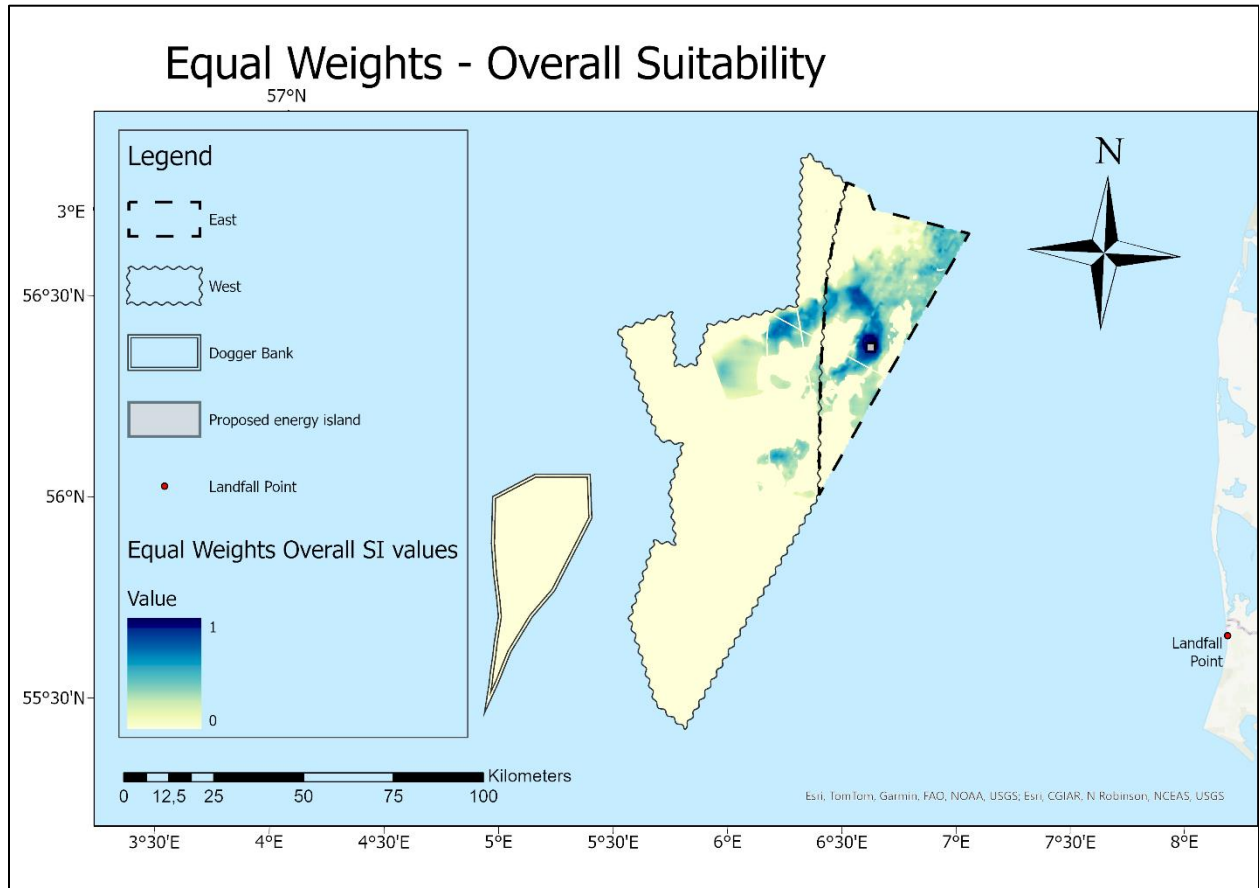 Equal Weights - Overall Suitability
57°N
Legend
East
West
Dogger Bank
Proposed energy island
Landfall Point
Equal Weights Overall SI values
Value
1
0
N
3°E
56°30'N
56°N
55°30'N
Landfall
Point
Kilometers
0 12,5 25 50 75 100
Esri, TomTom, Garmin, FAO, NOAA, USGS; Esri, CGIAR, N Robinson, NCEAS, USGS
3°30'E 4°E 4°30'E 5°E 5°30'E 6°E 6°30'E 7°E 7°30'E 8°E